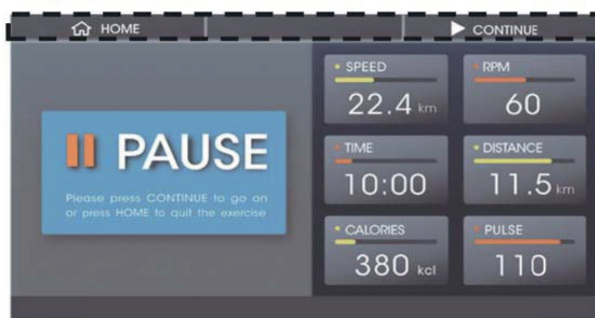 HOME
CONTINUE
PAUSE
Please press CONTINUE to go on
or press HOME to quit the exercise
SPEED
22.4 km
RPM
60
TIME
10:00
DISTANCE
11.5 km
CALORIES
380 kcl
PULSE
110